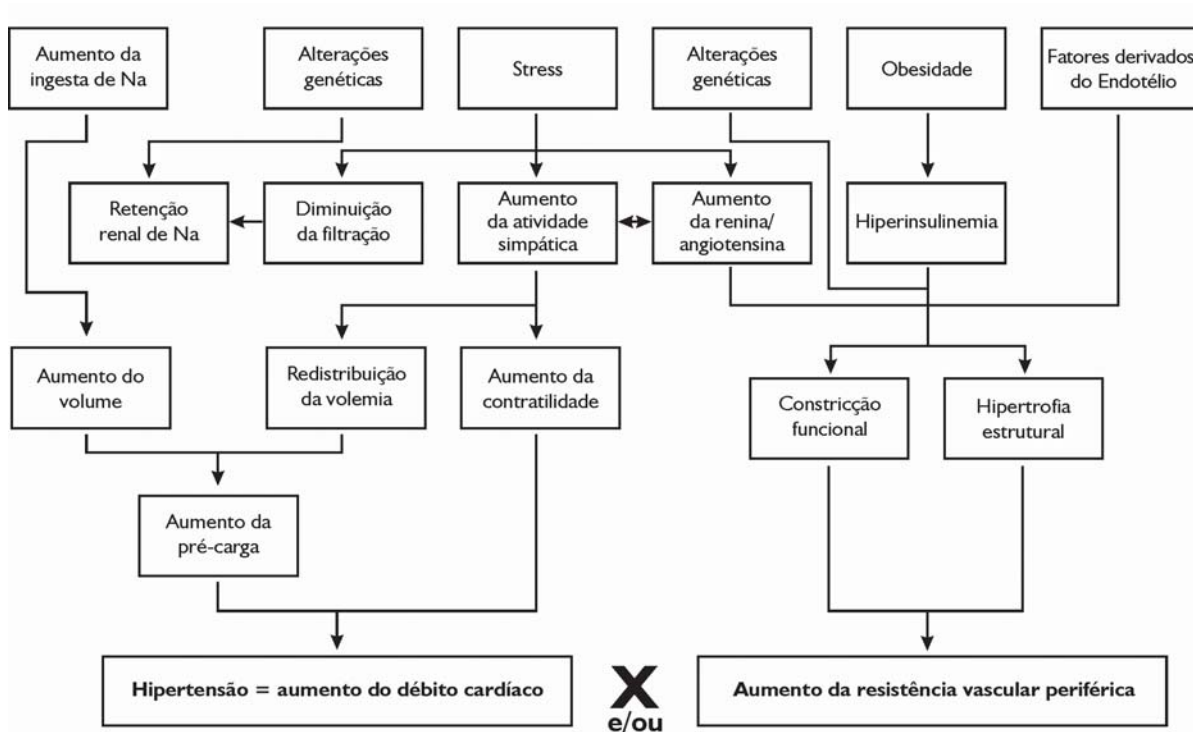 Aumento da
ingesta de Na
Alterações
genéticas
Stress
Alterações
genéticas
Obesidade
Fatores derivados
do Endotélio
Retenção
renal de Na
Diminuição
da filtração
Aumento
da atividade
simpática
Aumento
da renina/
angiotensina
Hiperinsulinemia
Aumento do
volume
Redistribuição
da volemia
Aumento da
contratilidade
Constricção
funcional
Hipertrofia
estrutural
Aumento da
pré-carga
Hipertensão = aumento do débito cardíaco
X
e/ou
Aumento da resistência vascular periférica